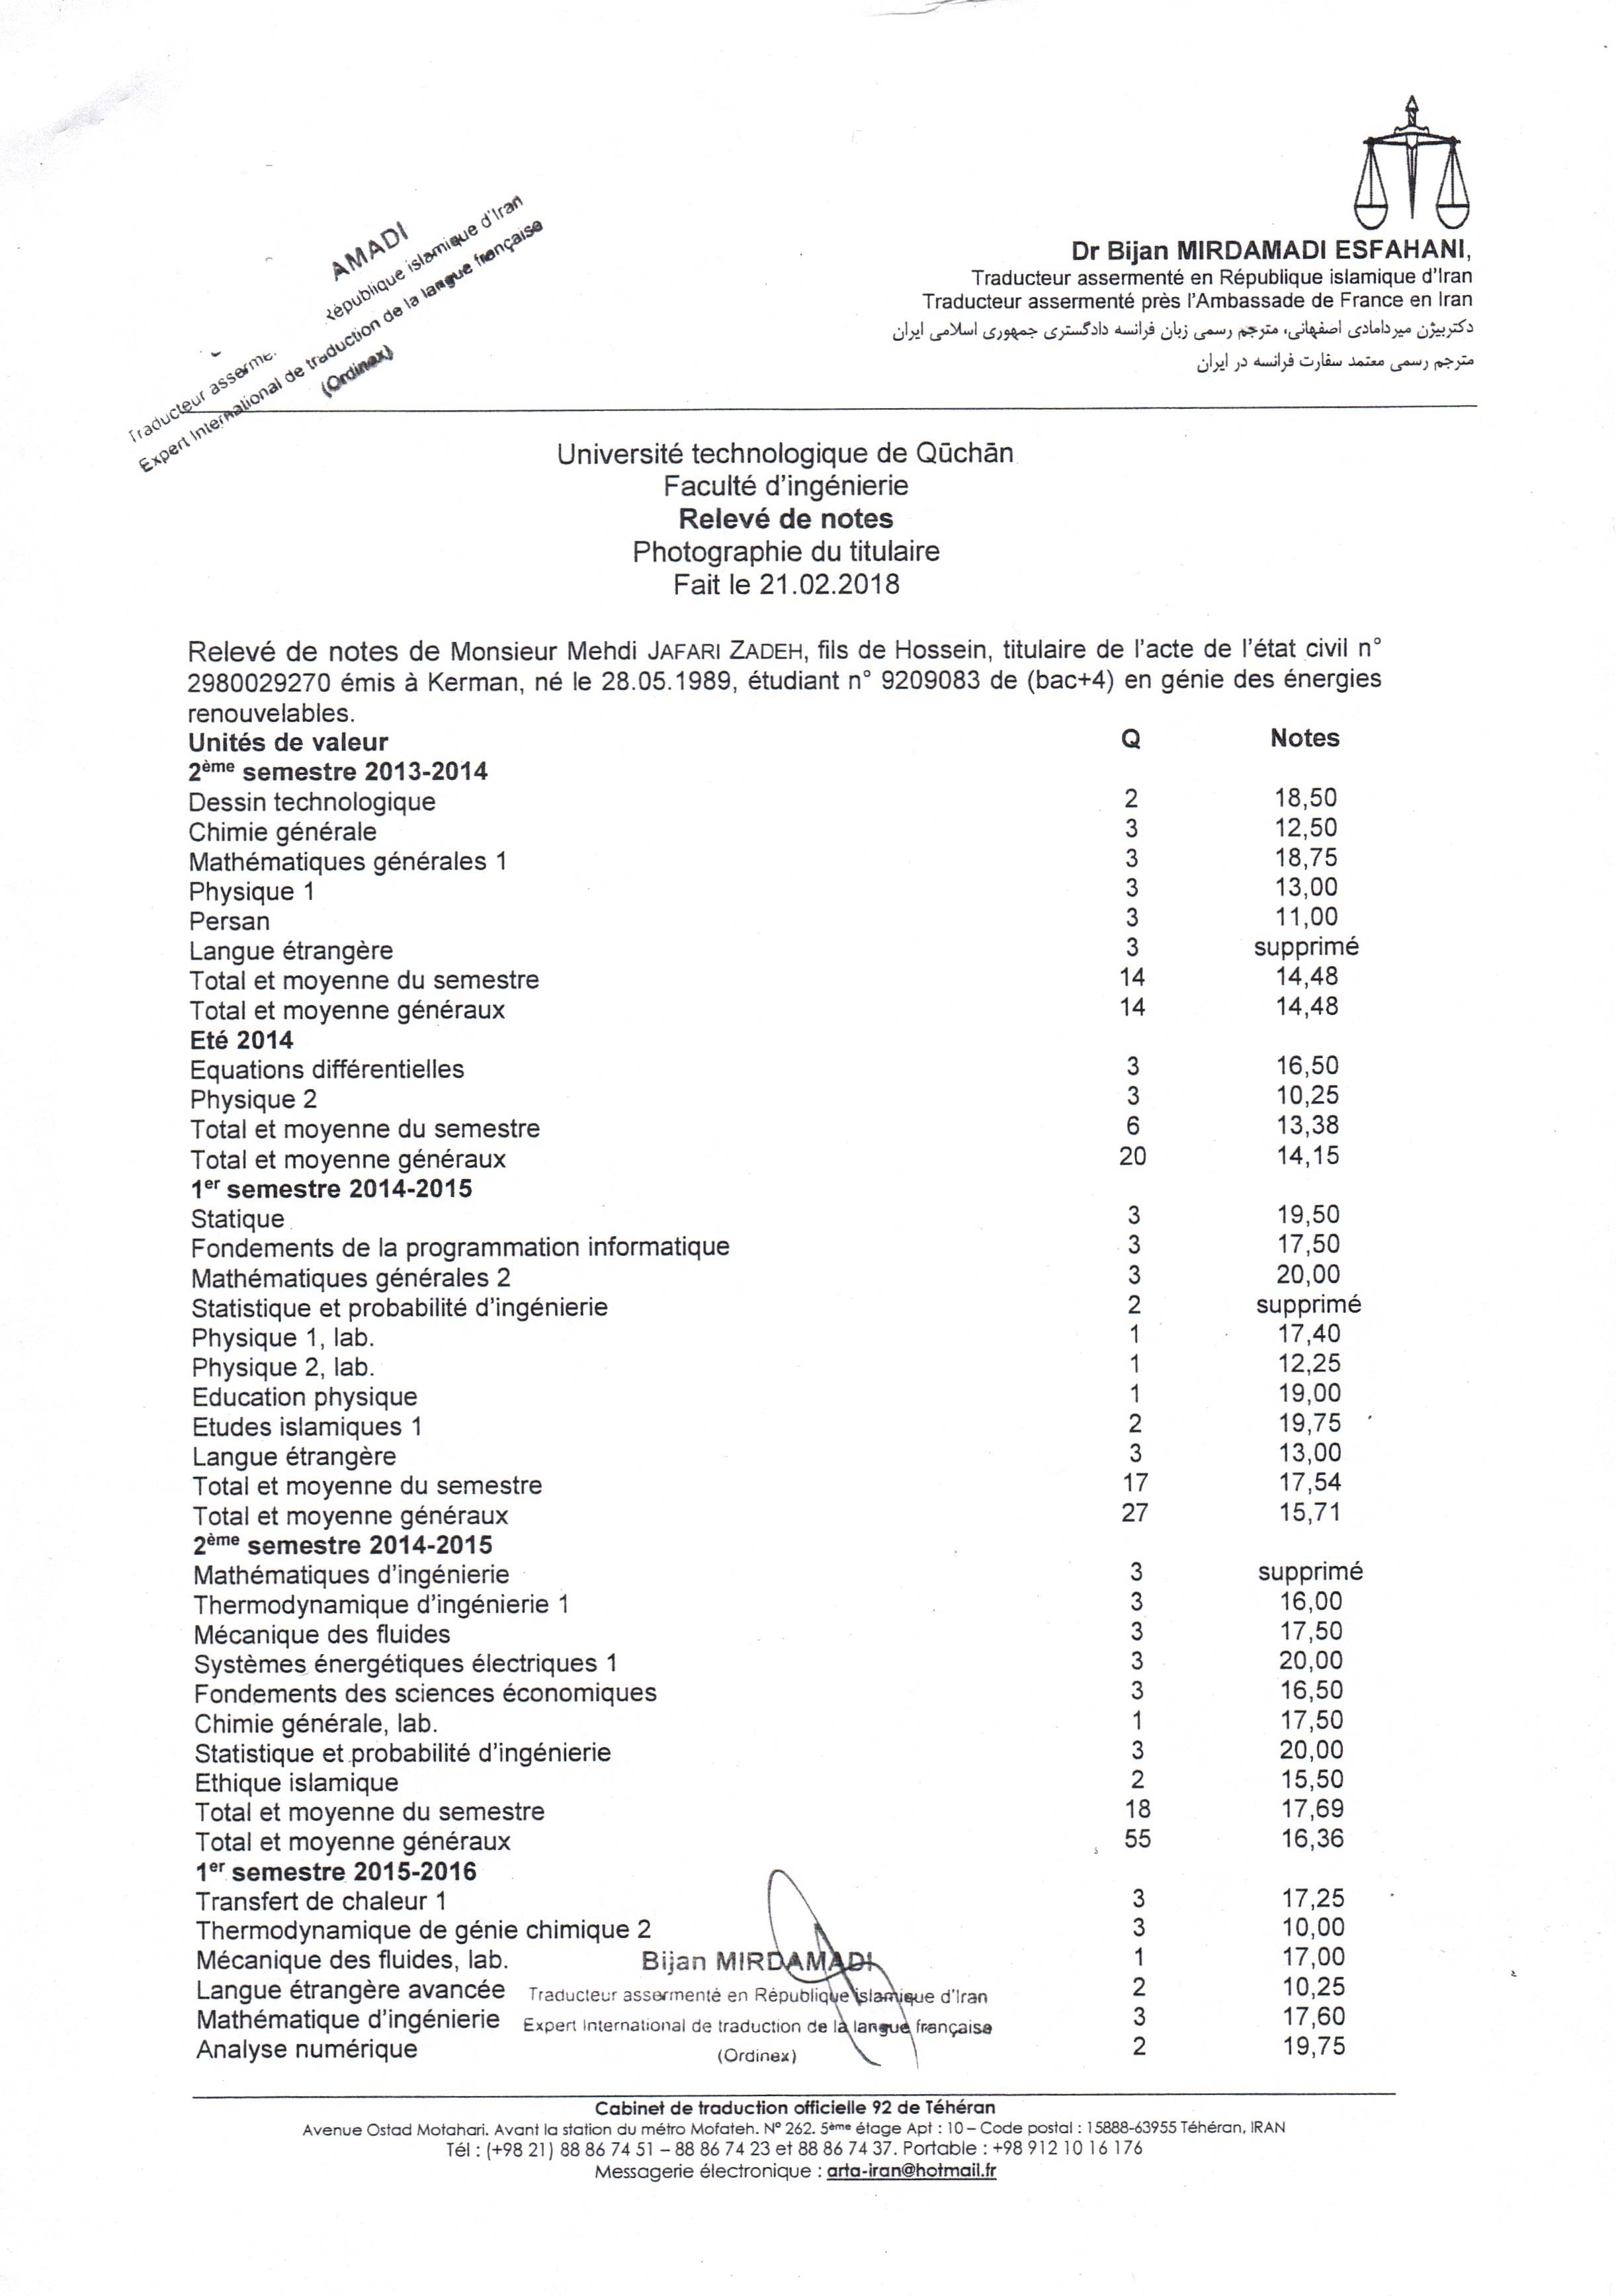 AMADI
République islamique d'Iran
Traducteur asserme
Expert International de traduction de la langue française
(Ordinex)
Dr Bijan MIRDAMADI ESFAHANI,
Traducteur assermenté en République islamique d'Iran
Traducteur assermenté près l'Ambassade de France en Iran
دکتر بیژن میردامادی اصفهانی، مترجم رسمی زبان فرانسه دادگستری جمهوری اسلامی ایران
مترجم رسمی معتمد سفارت فرانسه در ایران
Université technologique de Qūchān
Faculté d'ingénierie
Relevé de notes
Photographie du titulaire
Fait le 21.02.2018
Relevé de notes de Monsieur Mehdi JAFARI ZADEH, fils de Hossein, titulaire de l'acte de l'état civil n°
2980029270 émis à Kerman, né le 28.05.1989, étudiant n° 9209083 de (bac+4) en génie des énergies
renouvelables.
Unités de valeur Q Notes
2ème semestre 2013-2014
Dessin technologique 2 18,50
Chimie générale 3 12,50
Mathématiques générales 1 3 18,75
Physique 1 3 13,00
Persan 3 11,00
Langue étrangère 3 supprimé
Total et moyenne du semestre 14 14,48
Total et moyenne généraux 14 14,48
Eté 2014
Equations différentielles 3 16,50
Physique 2 3 10,25
Total et moyenne du semestre 6 13,38
Total et moyenne généraux 20 14,15
1er semestre 2014-2015
Statique 3 19,50
Fondements de la programmation informatique 3 17,50
Mathématiques générales 2 3 20,00
Statistique et probabilité d'ingénierie 2 supprimé
Physique 1, lab. 1 17,40
Physique 2, lab. 1 12,25
Education physique 1 19,00
Etudes islamiques 1 2 19,75
Langue étrangère 3 13,00
Total et moyenne du semestre 17 17,54
Total et moyenne généraux 27 15,71
2ème semestre 2014-2015
Mathématiques d'ingénierie 3 supprimé
Thermodynamique d'ingénierie 1 3 16,00
Mécanique des fluides 3 17,50
Systèmes énergétiques électriques 1 3 20,00
Fondements des sciences économiques 3 16,50
Chimie générale, lab. 1 17,50
Statistique et probabilité d'ingénierie 3 20,00
Ethique islamique 2 15,50
Total et moyenne du semestre 18 17,69
Total et moyenne généraux 55 16,36
1er semestre 2015-2016
Transfert de chaleur 1 3 17,25
Thermodynamique de génie chimique 2 3 10,00
Mécanique des fluides, lab. 1 17,00
Langue étrangère avancée 2 10,25
Mathématique d'ingénierie 3 17,60
Analyse numérique 2 19,75
Bijan MIRDAMADI
Traducteur assermenté en République islamique d'Iran
Expert International de traduction de la langue française
(Ordinex)
Cabinet de traduction officielle 92 de Téhéran
Avenue Ostad Motahari. Avant la station du métro Mofateh. N° 262. 5ème étage Apt : 10 – Code postal : 15888-63955 Téhéran, IRAN
Tél : (+98 21) 88 86 74 51 – 88 86 74 23 et 88 86 74 37. Portable : +98 912 10 16 176
Messagerie électronique : arta-iran@hotmail.fr